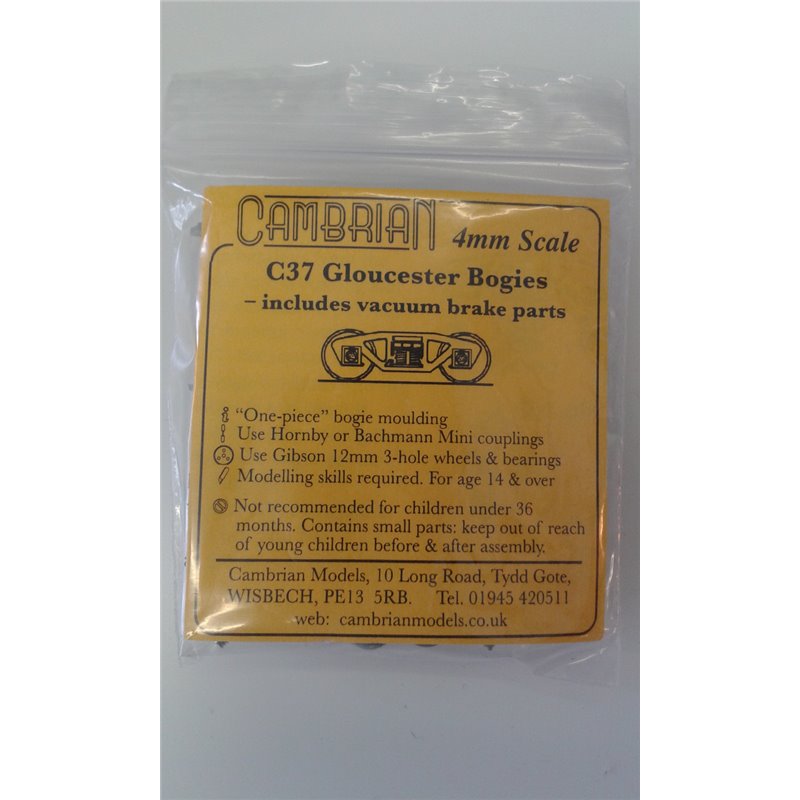 CAMBRIAN 4mm Scale
C37 Gloucester Bogies
– includes vacuum brake parts
"One-piece" bogie moulding
Use Hornby or Bachmann Mini couplings
Use Gibson 12mm 3-hole wheels & bearings
Modelling skills required. For age 14 & over
Not recommended for children under 36
months. Contains small parts: keep out of reach
of young children before & after assembly.
Cambrian Models, 10 Long Road, Tydd Gote,
WISBECH, PE13 5RB. Tel. 01945 420511
web: cambrianmodels.co.uk